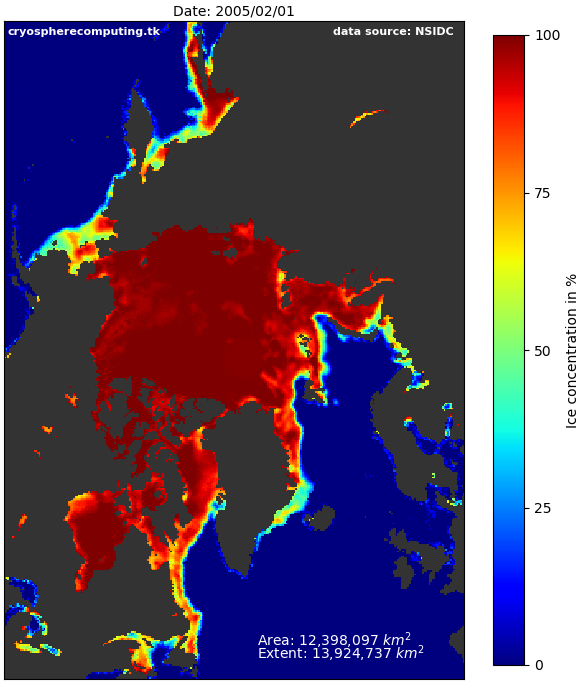 Date: 2005/02/01
cryospherecomputing.tk
data source: NSIDC
100
75
50
25
0
Ice concentration in %
Area: 12,398,097 km²
Extent: 13,924,737 km²